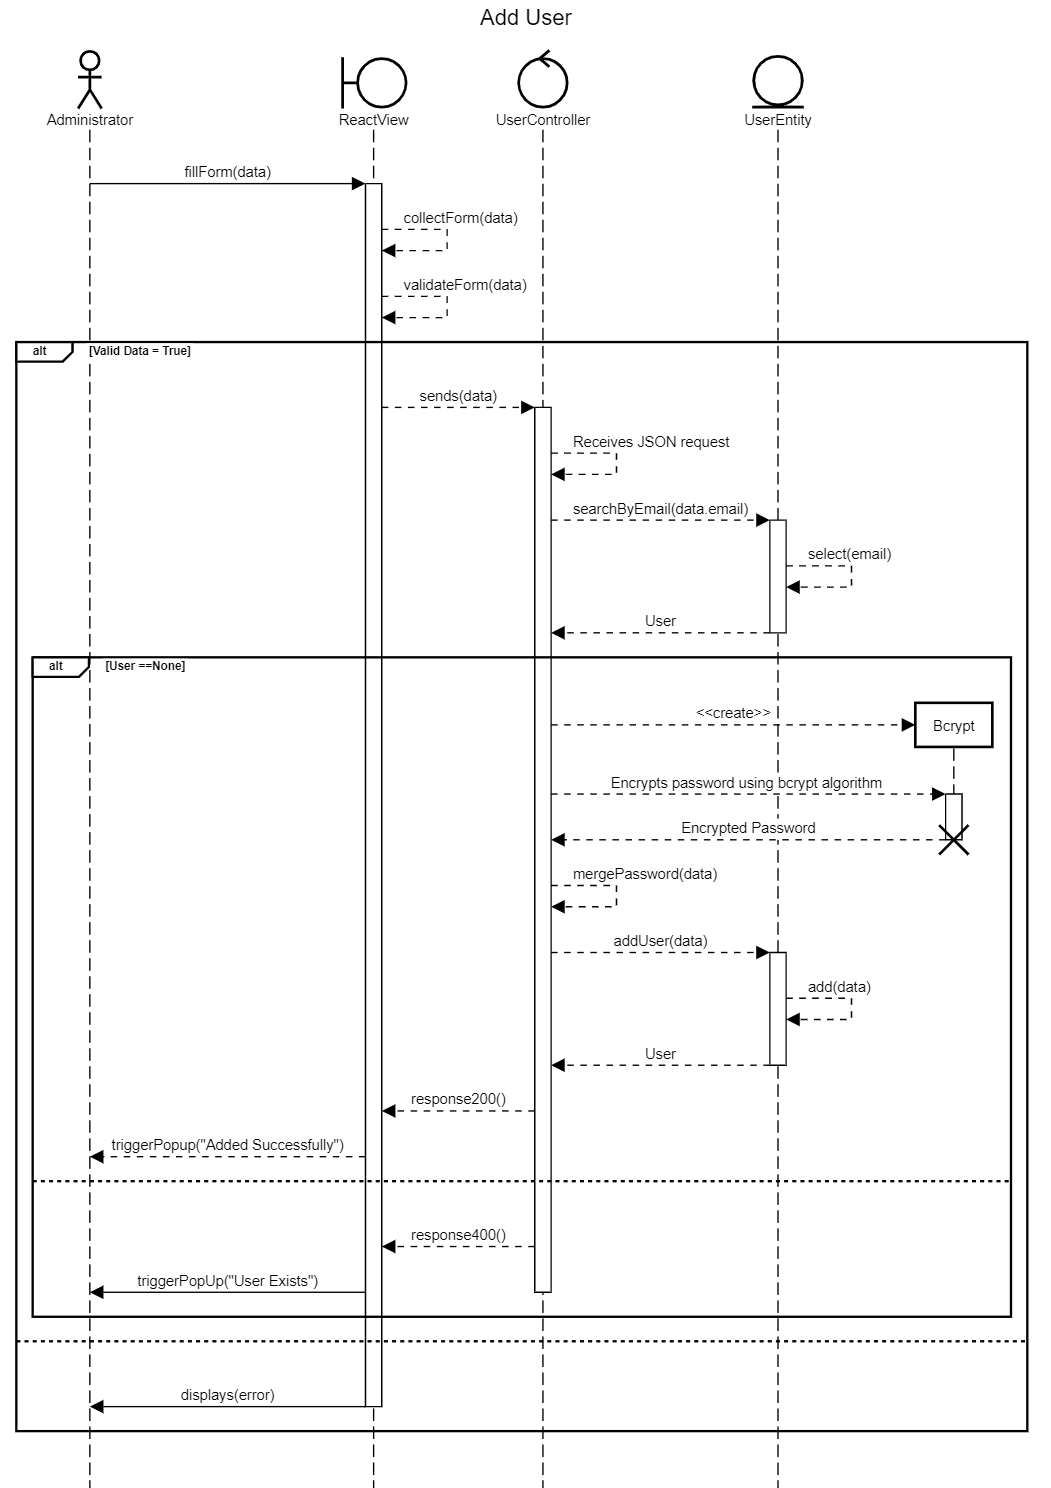 Add User
Administrator
ReactView
UserController
UserEntity
fillForm(data)
collectForm(data)
validateForm(data)
alt
[Valid Data = True]
sends(data)
Receives JSON request
searchByEmail(data.email)
select(email)
User
alt
[User ==None]
<<create>>
Bcrypt
Encrypts password using bcrypt algorithm
Encrypted Password
mergePassword(data)
addUser(data)
add(data)
User
response200()
triggerPopup("Added Successfully")
response400()
triggerPopUp("User Exists")
displays(error)